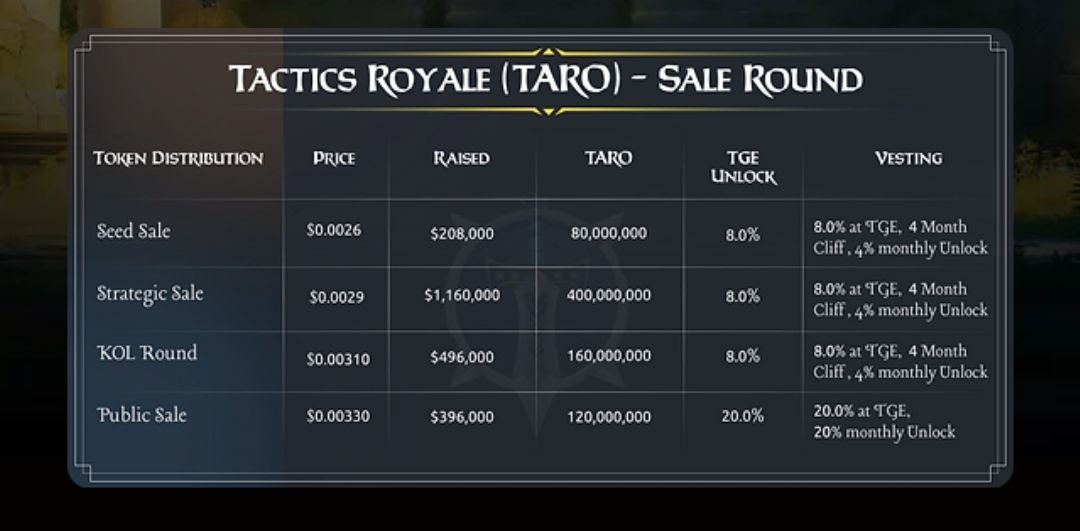 TACTICS ROYALE (TARO) - SALE ROUND
TOKEN DISTRIBUTION PRICE RAISED TARO TGE UNLOCK VESTING
Seed Sale $0.0026 $208,000 80,000,000 8.0% 8.0% at TGE, 4 Month
Cliff, 4% monthly Unlock
Strategic Sale $0.0029 $1,160,000 400,000,000 8.0% 8.0% at TGE, 4 Month
Cliff, 4% monthly Unlock
KOL Round $0.00310 $496,000 160,000,000 8.0% 8.0% at TGE, 4 Month
Cliff, 4% monthly Unlock
Public Sale $0.00330 $396,000 120,000,000 20.0% 20.0% at TGE,
20% monthly Unlock